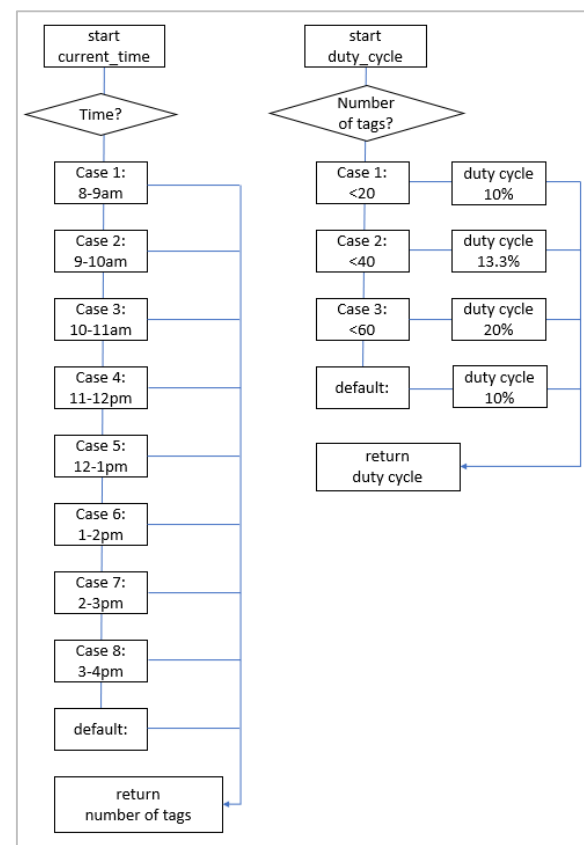 start
current_time
Time?
Case 1:
8-9am
Case 2:
9-10am
Case 3:
10-11am
Case 4:
11-12pm
Case 5:
12-1pm
Case 6:
1-2pm
Case 7:
2-3pm
Case 8:
3-4pm
default:
return
number of tags
start
duty_cycle
Number
of tags?
Case 1:
<20
duty cycle
10%
Case 2:
<40
duty cycle
13.3%
Case 3:
<60
duty cycle
20%
default:
duty cycle
10%
return
duty cycle